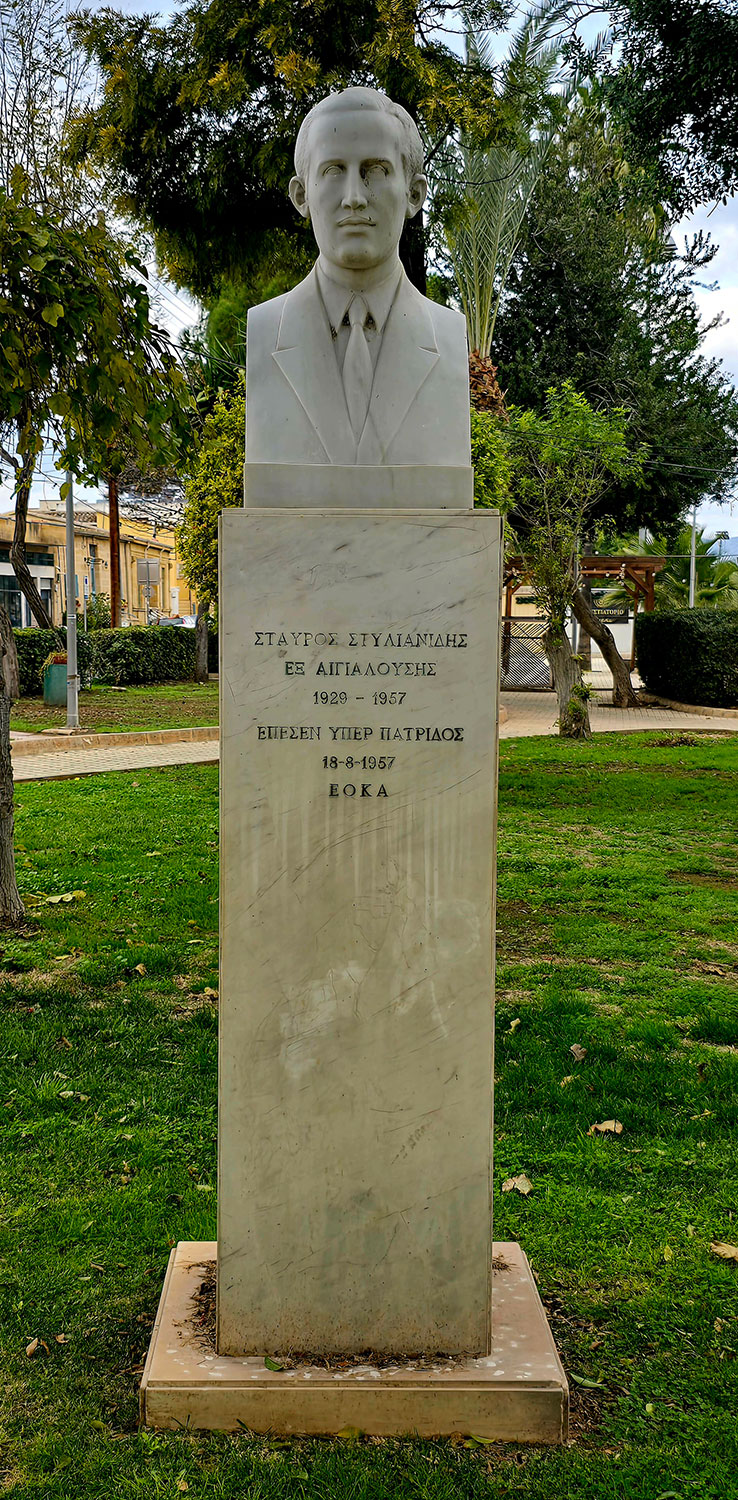 ΣΤΑΥΡΟΣ ΣΤΥΛΙΑΝΙΔΗΣ
ΕΞ ΑΙΓΙΑΛΟΥΣΗΣ
1929 - 1957
ΕΠΕΣΕΝ ΥΠΕΡ ΠΑΤΡΙΔΟΣ
18-8-1957
ΕΟΚΑ